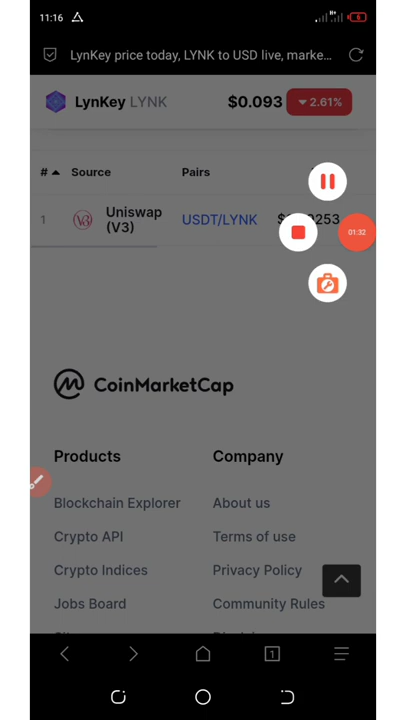 11:16
LynKey price today, LYNK to USD live, marke...
LynKey LYNK $0.093 2.61%
# Source Pairs
1 Uniswap (V3) USDT/LYNK 253
01:32
CoinMarketCap
Products Company
Blockchain Explorer About us
Crypto API Terms of use
Crypto Indices Privacy Policy
Jobs Board Community Rules
1